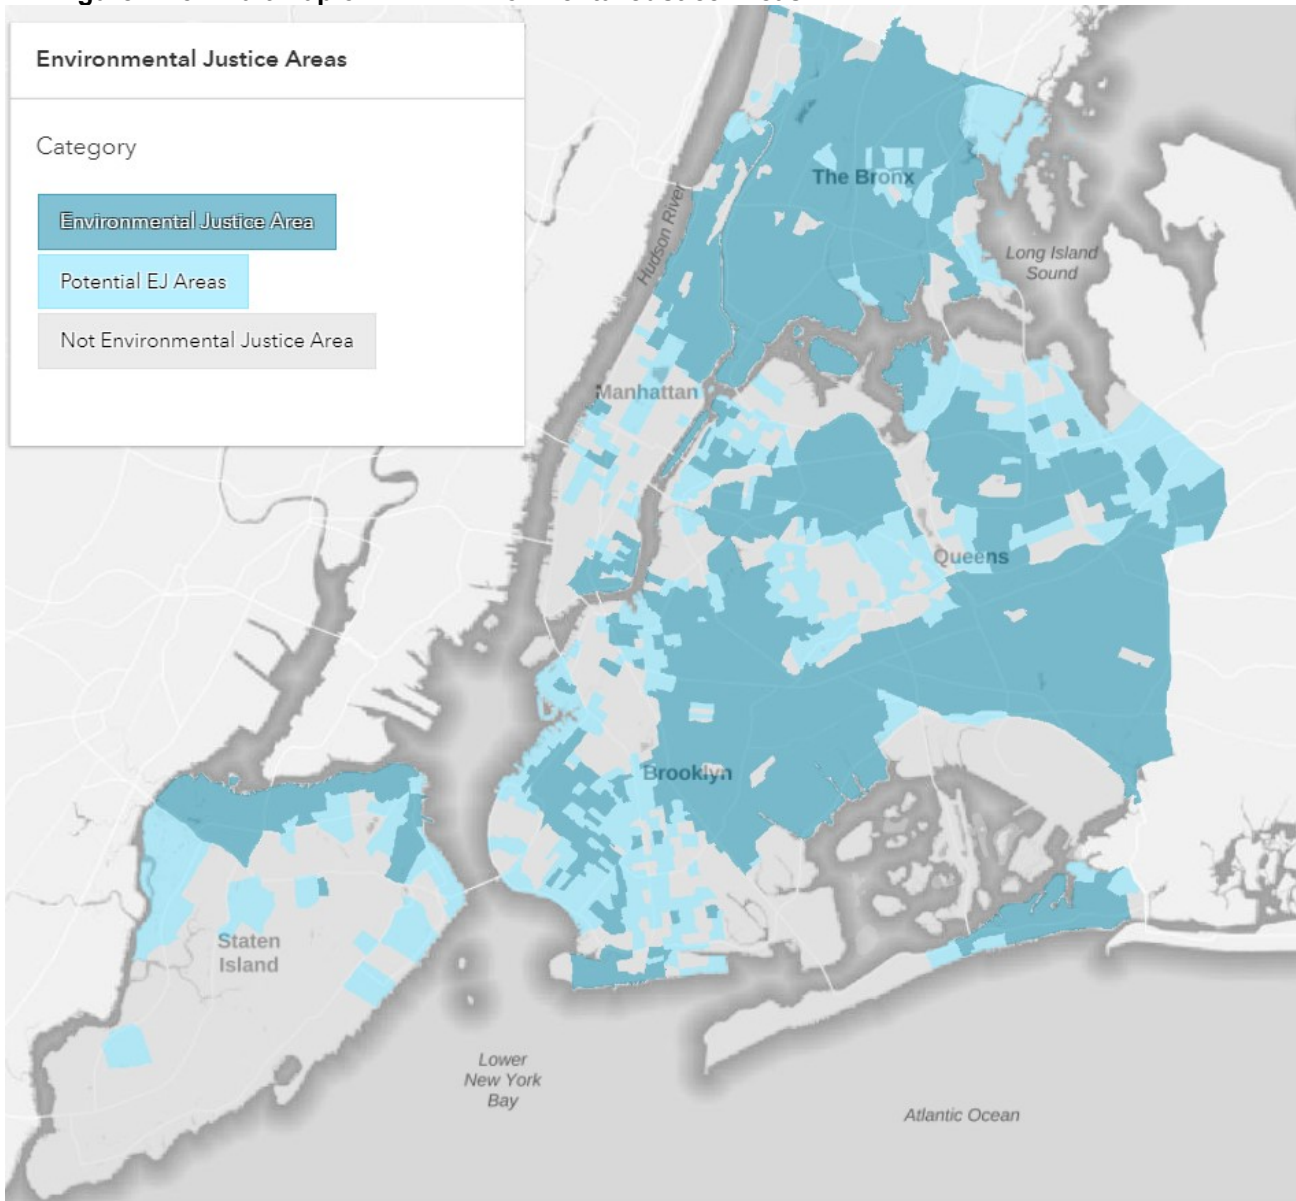 Environmental Justice Areas
Category
Environmental Justice Area
Potential EJ Areas
Not Environmental Justice Area
The Bronx
Hudson River
Long Island
Sound
Manhattan
Queens
Brooklyn
Staten
Island
Lower
New York
Bay
Atlantic Ocean